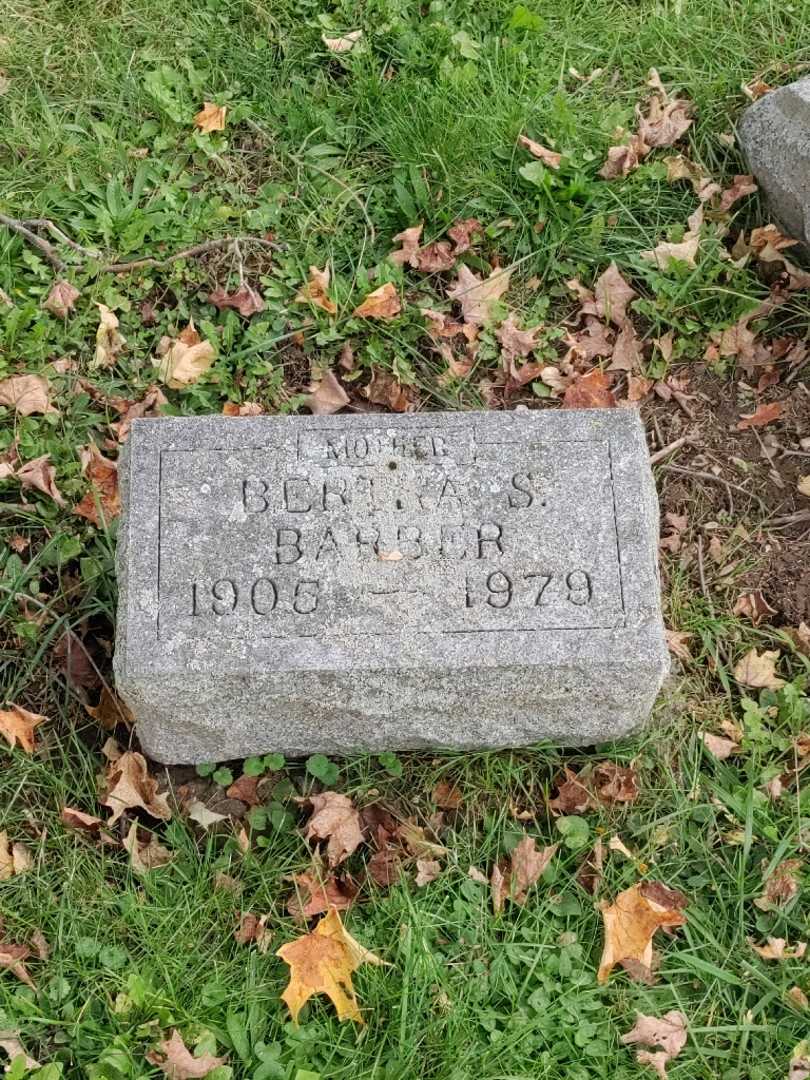 MOTHER
BERTHA S.
BARBER
1905 — 1979